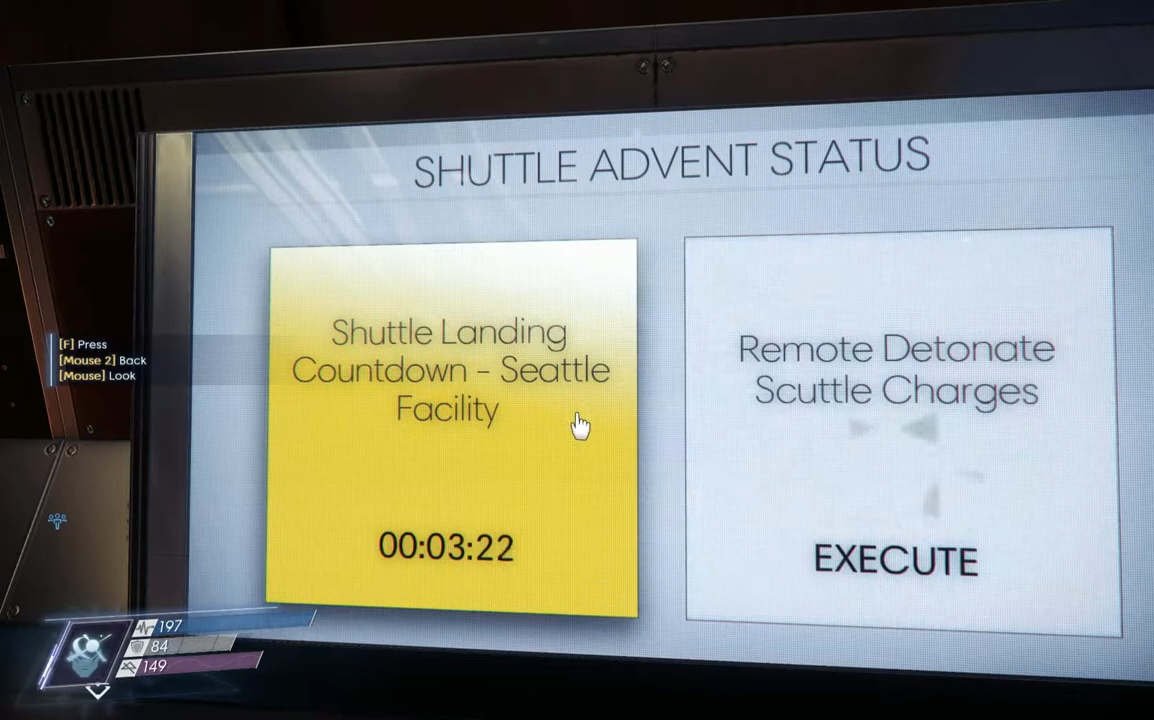 SHUTTLE ADVENT STATUS
Shuttle Landing
Countdown - Seattle
Facility
00:03:22
Remote Detonate
Scuttle Charges
EXECUTE
[F] Press
[Mouse 2] Back
[Mouse] Look
197
84
149